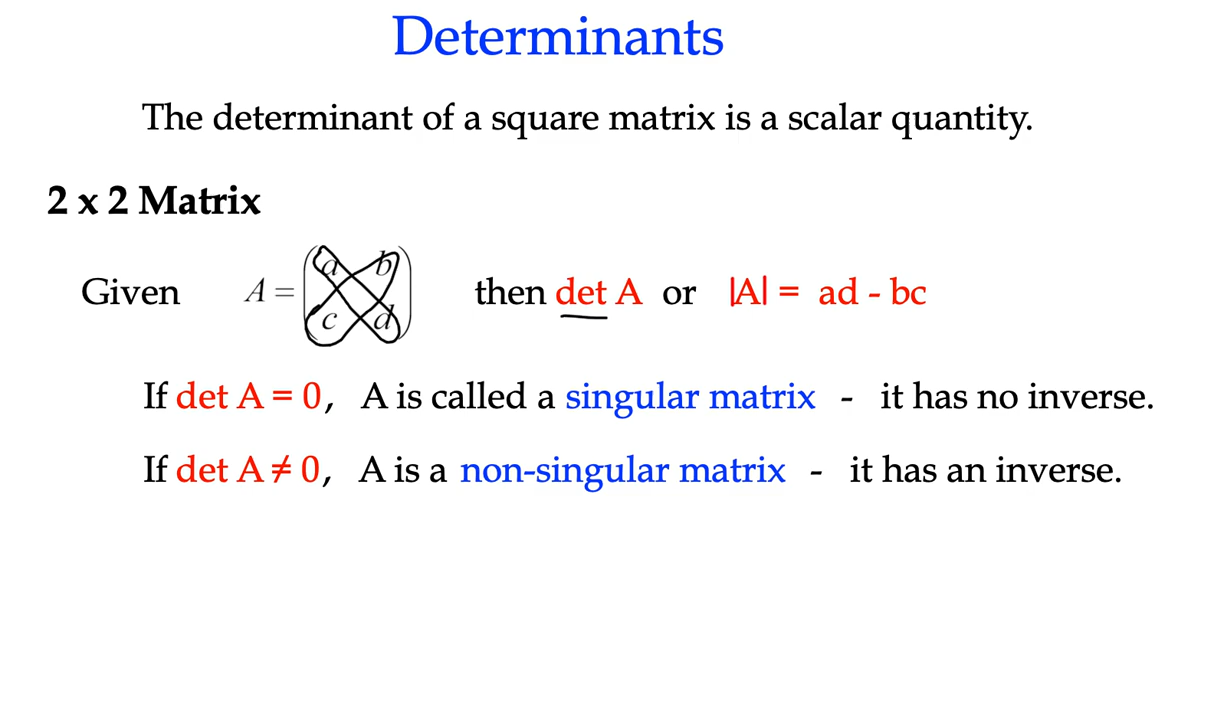 Determinants
The determinant of a square matrix is a scalar quantity.
2 x 2 Matrix
Given A = (a b c d) then det A or |A| = ad - bc
If det A = 0, A is called a singular matrix - it has no inverse.
If det A ≠ 0, A is a non-singular matrix - it has an inverse.